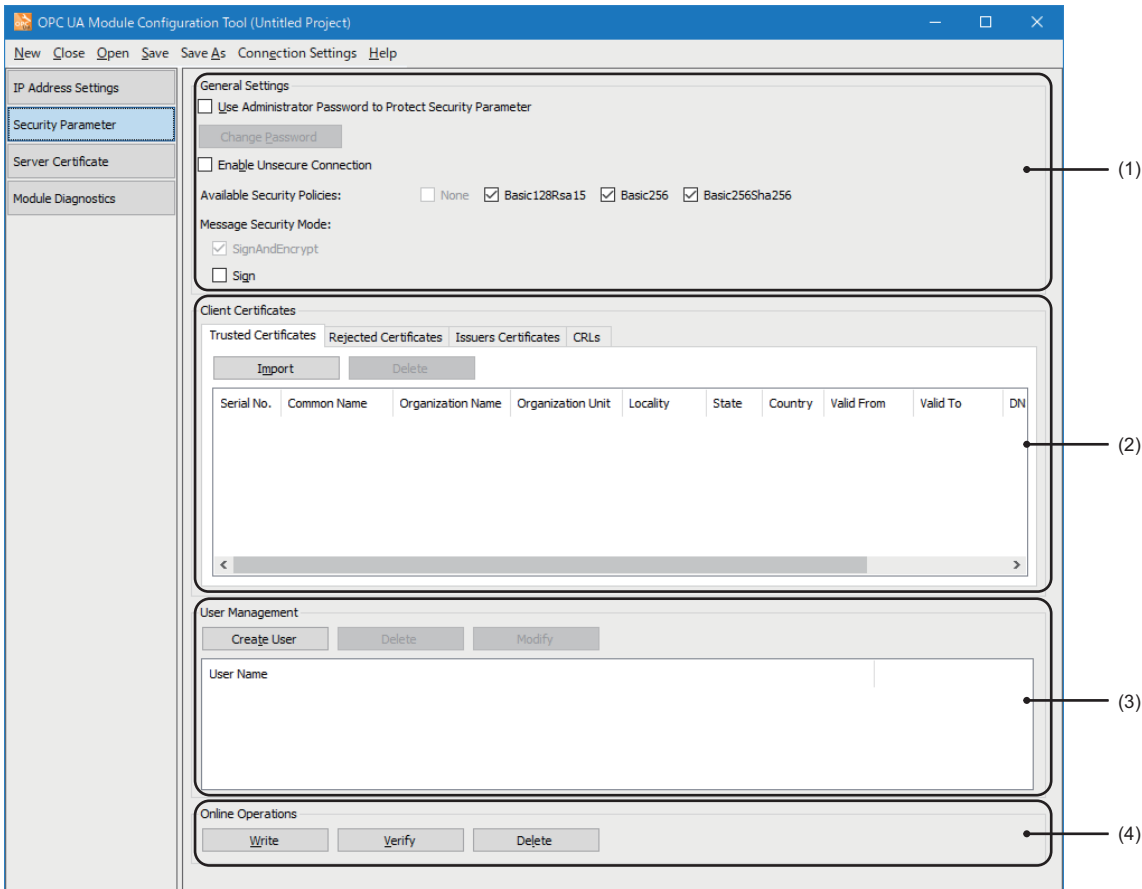 OPC UA Module Configuration Tool (Untitled Project)
New Close Open Save Save As Connection Settings Help
IP Address Settings
Security Parameter
Server Certificate
Module Diagnostics
General Settings
Use Administrator Password to Protect Security Parameter
Change Password
Enable Unsecure Connection
Available Security Policies: None Basic128Rsa15 Basic256 Basic256Sha256
Message Security Mode:
SignAndEncrypt
Sign
(1)
Client Certificates
Trusted Certificates Rejected Certificates Issuers Certificates CRLs
Import Delete
Serial No. Common Name Organization Name Organization Unit Locality State Country Valid From Valid To DN
(2)
User Management
Create User Delete Modify
User Name
(3)
Online Operations
Write Verify Delete
(4)